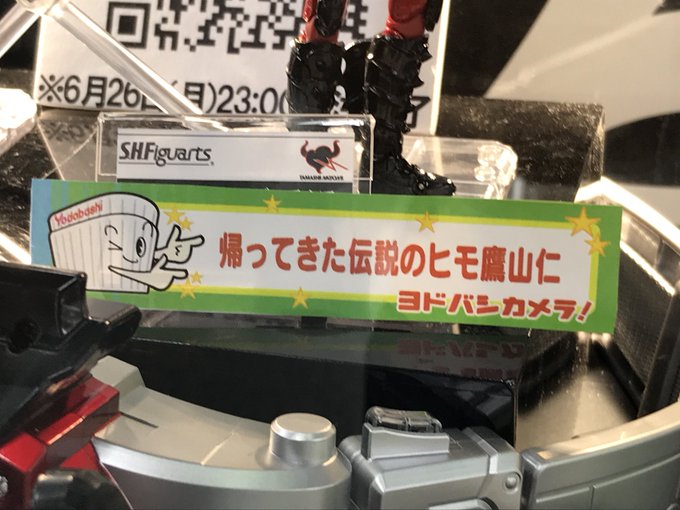 ※6月26日(月)23:00
了
S.H.Figuarts
TAMASHII NATIONS
Yodobashi
帰ってきた伝説のヒモ鷹山仁
ヨドバシカメラ!